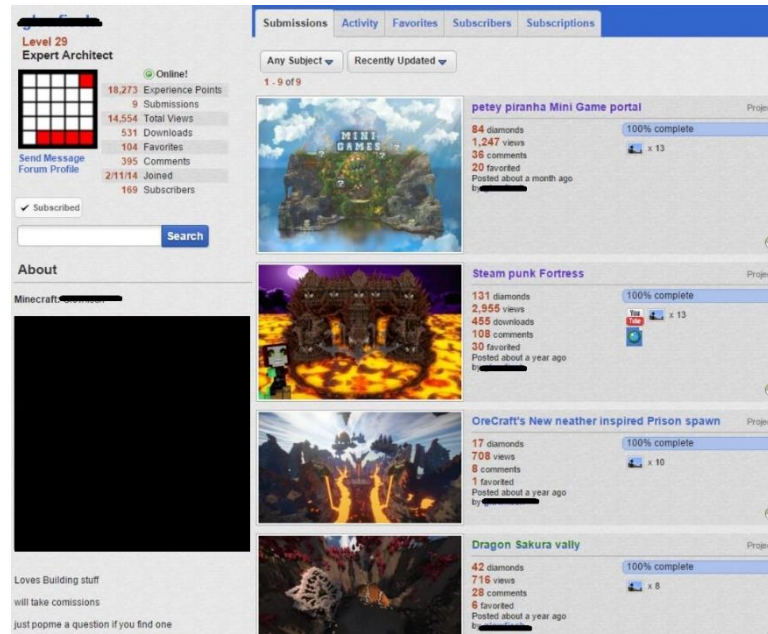 Level 29
Expert Architect
Online!
18,273 Experience Points
9 Submissions
14,554 Total Views
531 Downloads
104 Favorites
395 Comments
2/11/14 Joined
169 Subscribers
Send Message
Forum Profile
✔ Subscribed
Search
About
Minecraft:
Loves Building stuff
will take comissions
just popme a question if you find one
Submissions Activity Favorites Subscribers Subscriptions
Any Subject Recently Updated
1 - 9 of 9
MINI
GAMES
petey piranha Mini Game portal
84 diamonds
1,247 views
36 comments
20 favorited
Posted about a month ago
by
100% complete
x 13
Steam punk Fortress
131 diamonds
2,955 views
455 downloads
108 comments
30 favorited
Posted about a year ago
by
100% complete
You
Tube
x 13
OreCraft's New neather inspired Prison spawn
17 diamonds
708 views
8 comments
1 favorited
Posted about a year ago
by
100% complete
x 10
Dragon Sakura vally
42 diamonds
716 views
28 comments
6 favorited
Posted about a year ago
by
100% complete
x 8